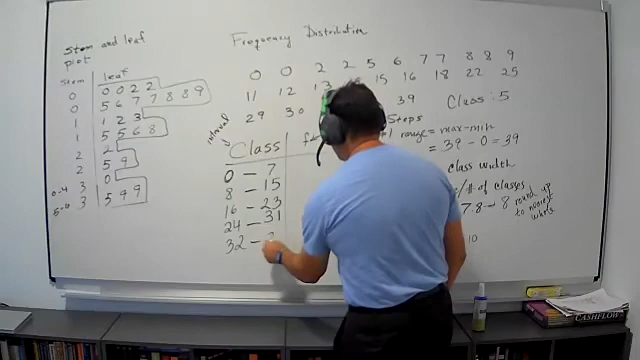 Frequency Distribution
Stem and leaf
plot
Stem leaf
0 0 0 2 2
0 5 6 7 7 8 8 9
1 1 2 3
1 5 5 6 8
2 2
2 5 9
0-4 3 0
5-9 3 5 9 9
0 0 2 2 5 6 7 7 8 8 9
11 12 13 15 16 18 22 25
29 30 39
Class: 5
Steps
range = max-min
= 39 - 0 = 39
class width
/# of classes
7.8 → 8 round up
to nearest
whole
interval
Class f
0 - 7
8 - 15
16 - 23
24 - 31
32 -
CASHFLOW